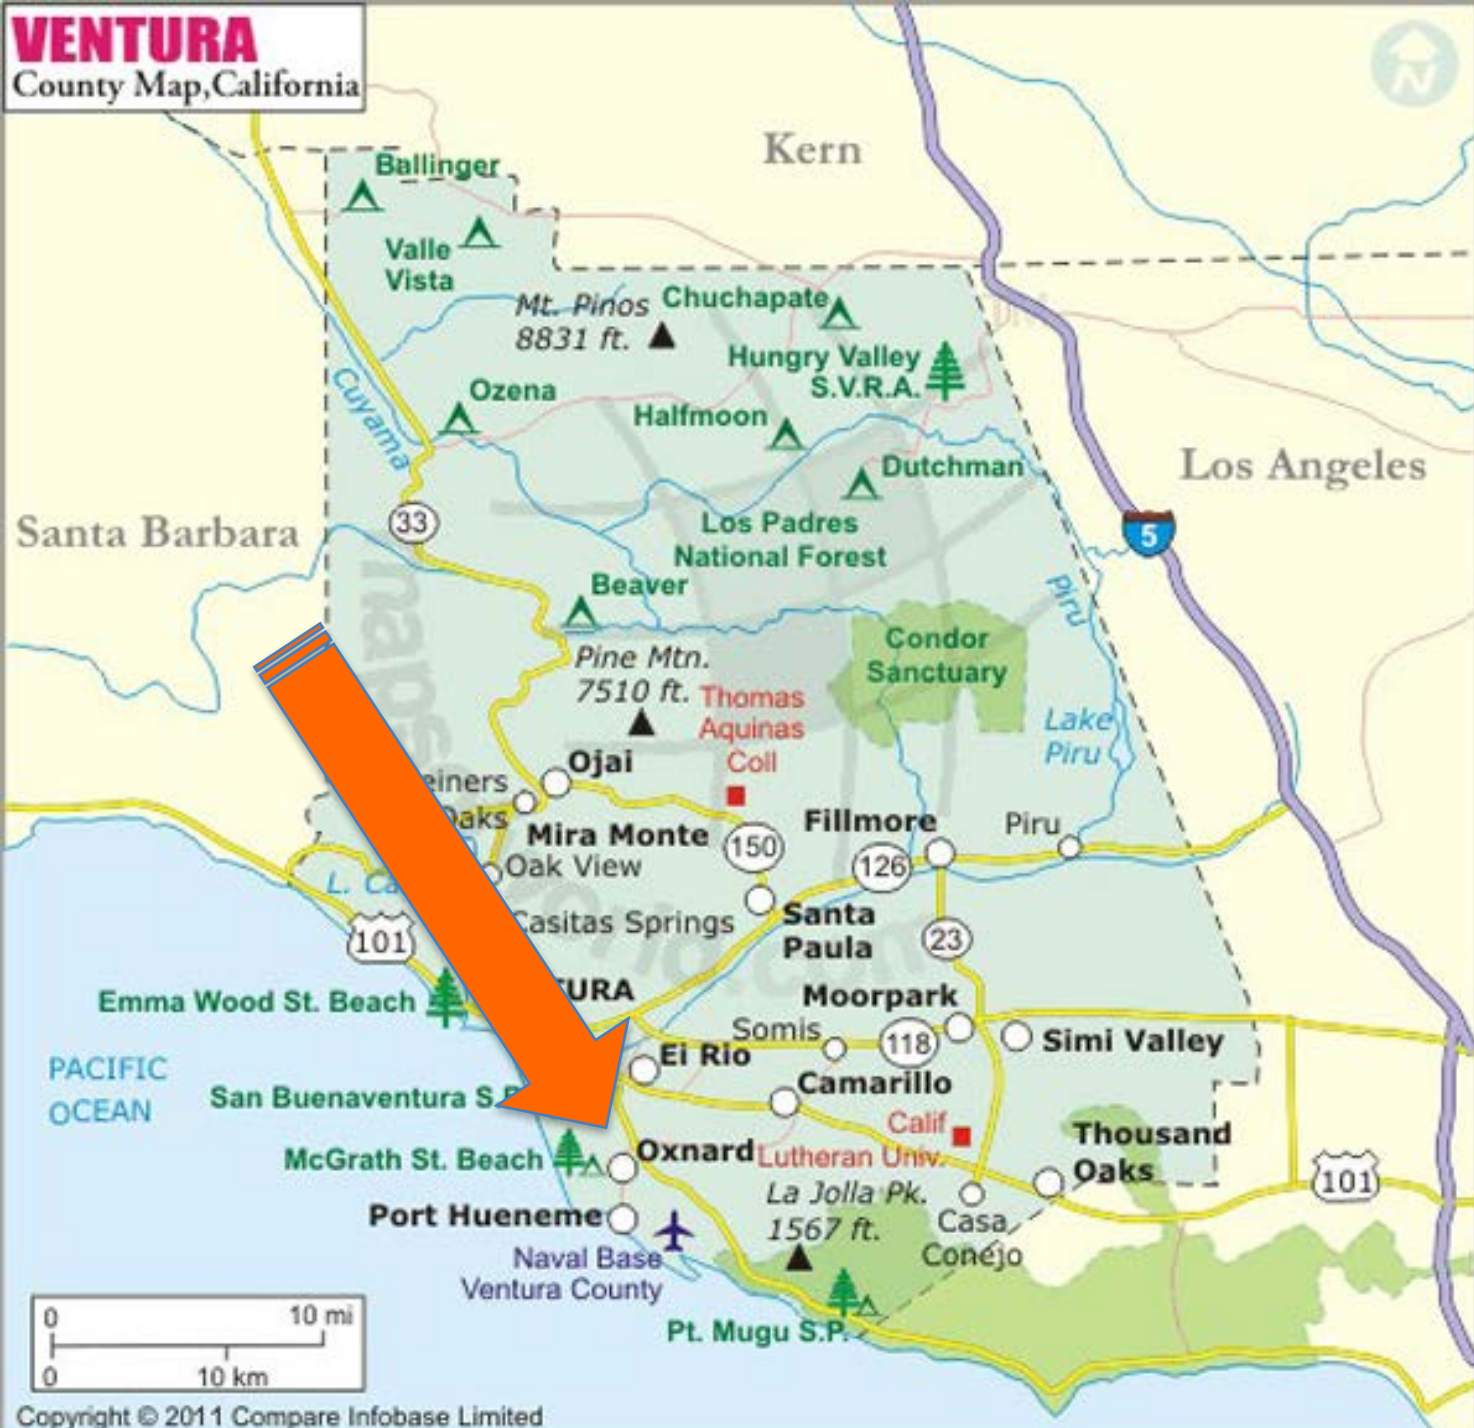 VENTURA
County Map,California
N
Kern
Ballinger
Valle
Vista
Mt. Pinos
8831 ft.
Chuchapate
Hungry Valley
S.V.R.A.
Cuyama
Ozena
Halfmoon
Dutchman
Los Angeles
Santa Barbara
33
Los Padres
National Forest
5
Beaver
Piru
Condor
Sanctuary
Pine Mtn.
7510 ft.
Thomas
Aquinas
Coll
Lake
Piru
Ojai
einers
Oaks
Mira Monte
150
Fillmore
Piru
126
Oak View
L. Ca
Casitas Springs
Santa
Paula
23
101
Emma Wood St. Beach
URA
Moorpark
Somis
118
Simi Valley
Ei Rio
PACIFIC
OCEAN
San Buenaventura S.P
Camarillo
Calif
Lutheran Univ.
Thousand
Oaks
McGrath St. Beach
Oxnard
101
La Jolla Pk.
1567 ft.
Port Hueneme
Casa
Conejo
Naval Base
Ventura County
Pt. Mugu S.P.
0 10 mi
0 10 km
Copyright © 2011 Compare Infobase Limited